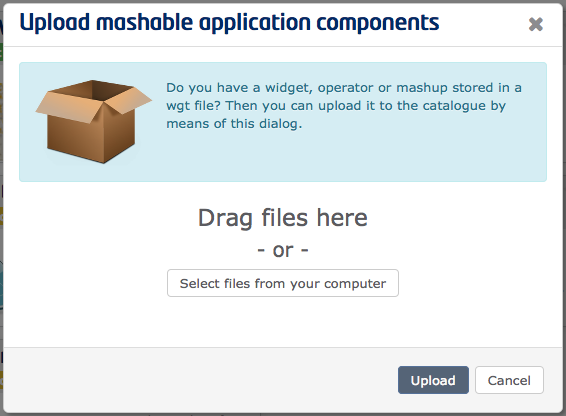 Upload mashable application components
Do you have a widget, operator or mashup stored in a
wgt file? Then you can upload it to the catalogue by
means of this dialog.
Drag files here
- or -
Select files from your computer
Upload
Cancel